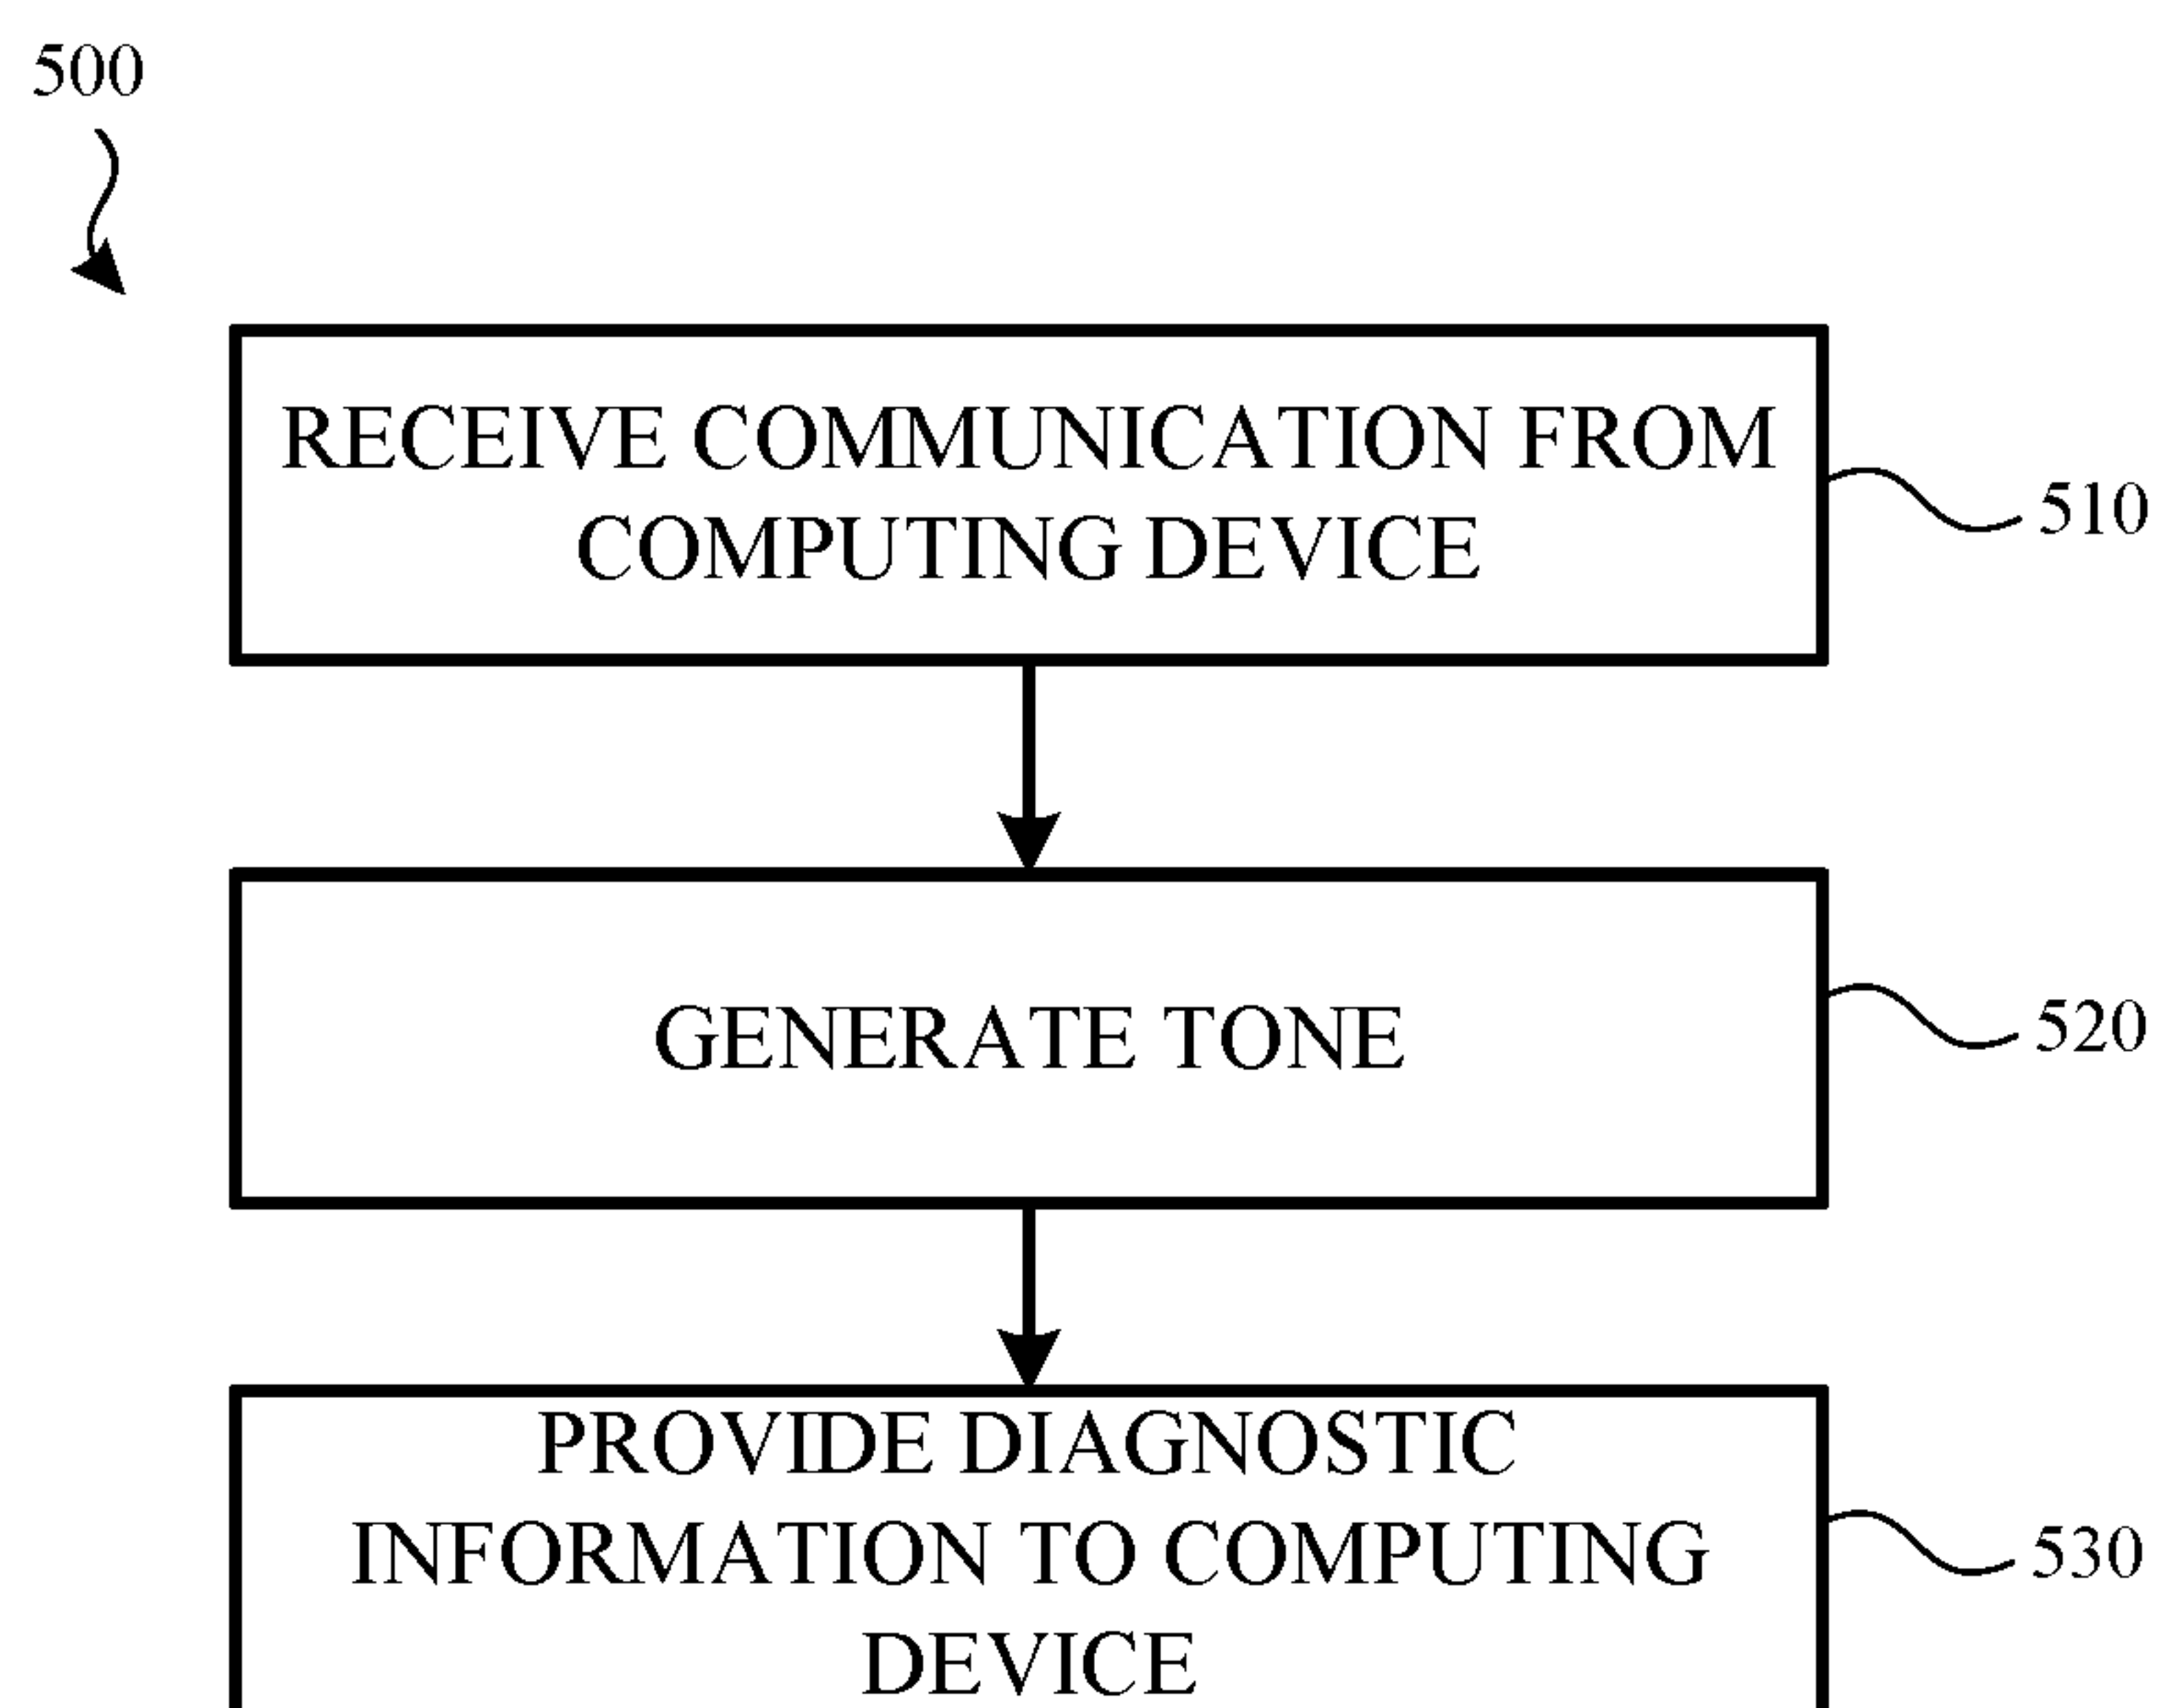 500
RECEIVE COMMUNICATION FROM
COMPUTING DEVICE
510
GENERATE TONE
520
PROVIDE DIAGNOSTIC
INFORMATION TO COMPUTING
DEVICE
530